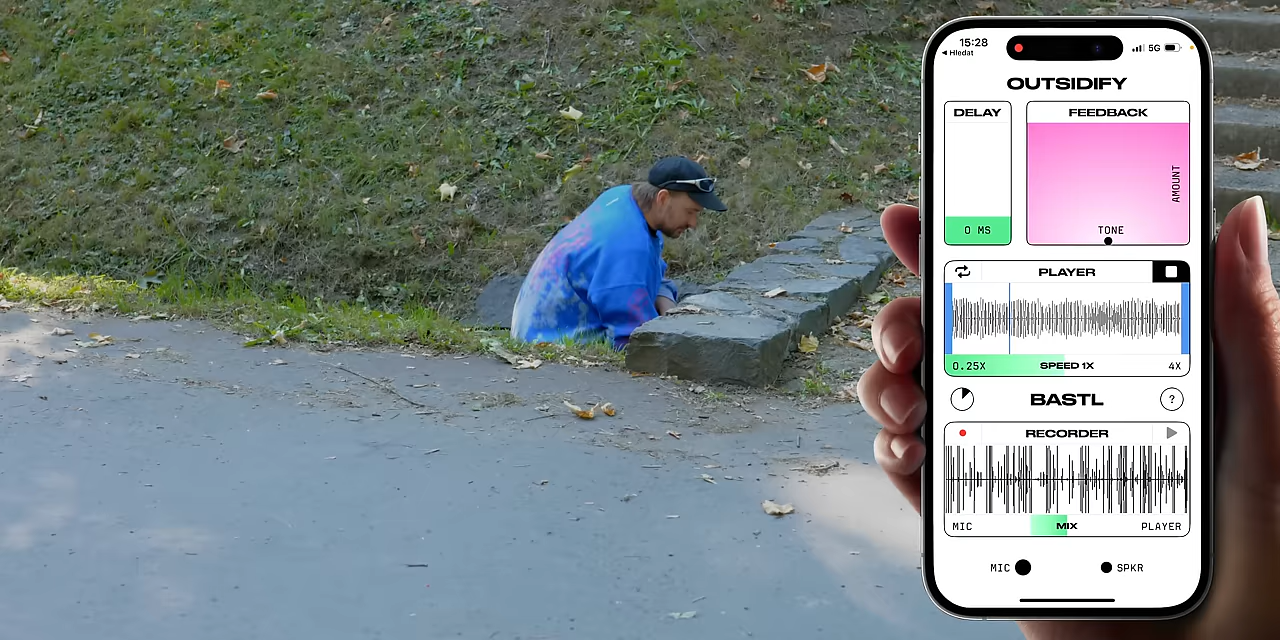 15:28
◄ Hledat
5G
OUTSIDIFY
DELAY
FEEDBACK
AMOUNT
0 MS
TONE
PLAYER
0.25X
SPEED 1X
4X
BASTL
?
RECORDER
MIC
MIX
PLAYER
MIC
SPKR